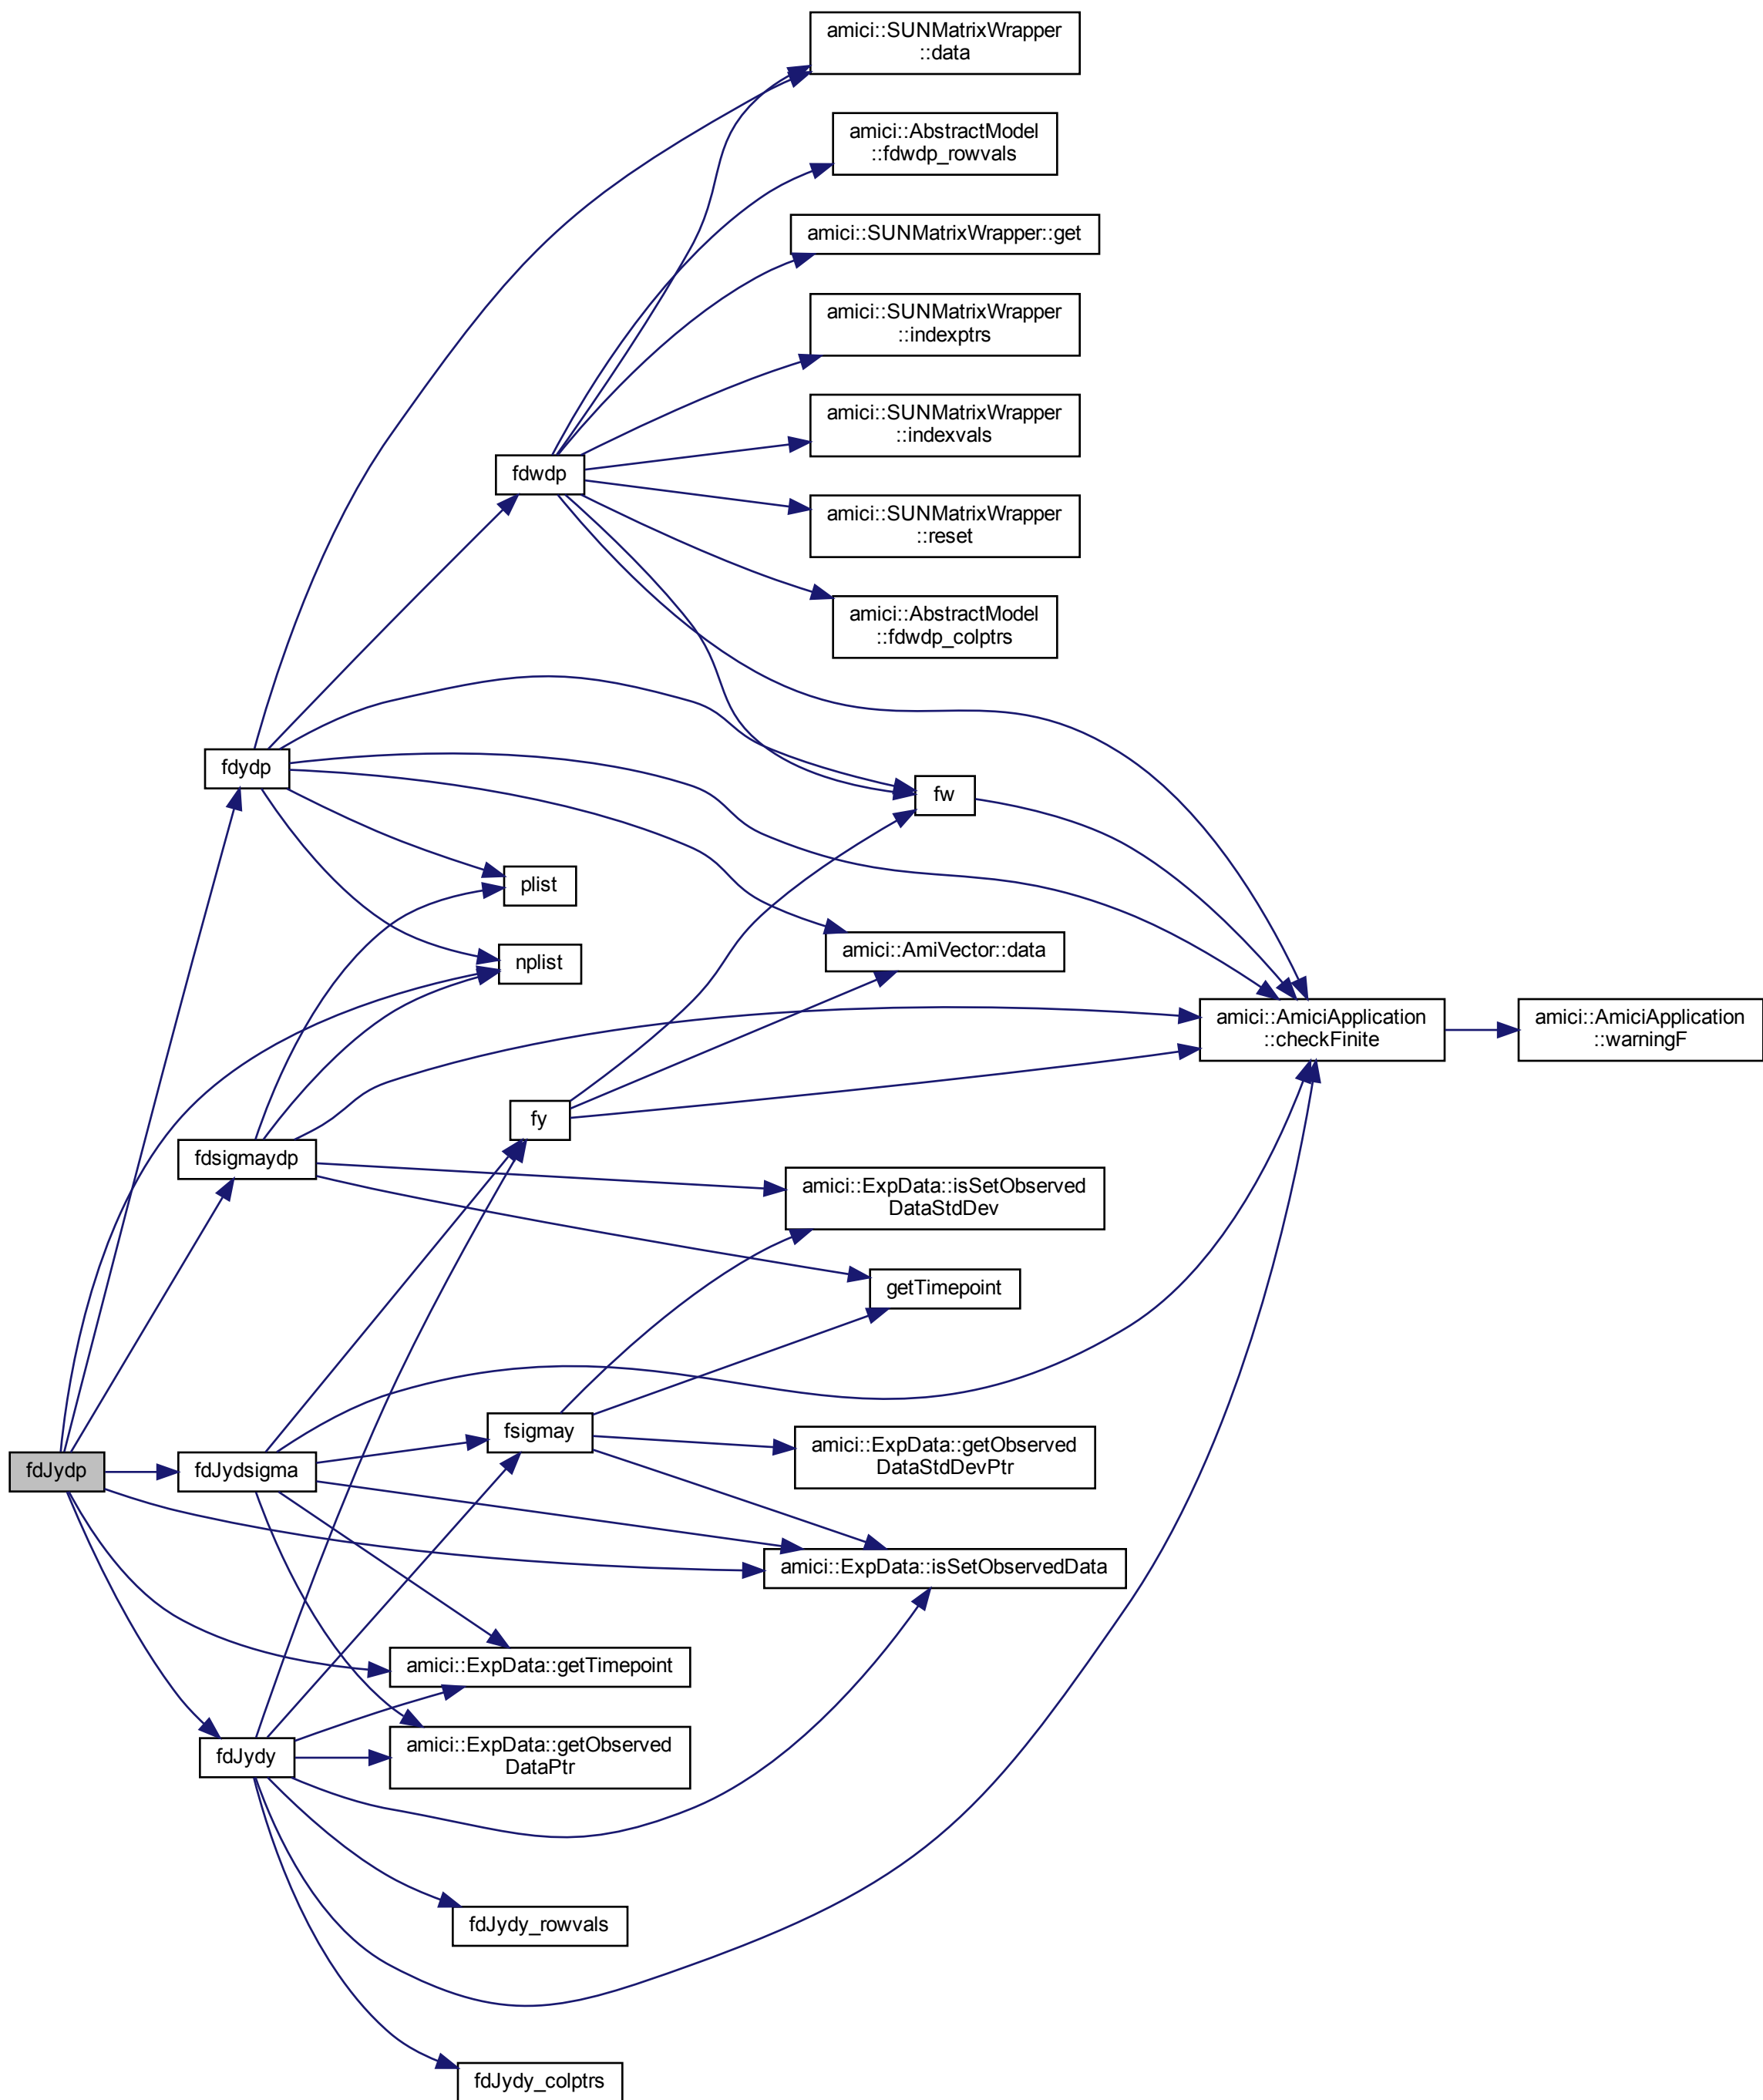 amici::SUNMatrixWrapper
::data
amici::AbstractModel
::fdwdp_rowvals
amici::SUNMatrixWrapper::get
amici::SUNMatrixWrapper
::indexptrs
amici::SUNMatrixWrapper
::indexvals
fdwdp
amici::SUNMatrixWrapper
::reset
amici::AbstractModel
::fdwdp_colptrs
fdydp
fw
plist
amici::AmiVector::data
nplist
amici::AmiciApplication
::checkFinite
amici::AmiciApplication
::warningF
fy
fdsigmaydp
amici::ExpData::isSetObserved
DataStdDev
getTimepoint
fsigmay
amici::ExpData::getObserved
DataStdDevPtr
fdJydp
fdJydsigma
amici::ExpData::isSetObservedData
amici::ExpData::getTimepoint
fdJydy
amici::ExpData::getObserved
DataPtr
fdJydy_rowvals
fdJydy_colptrs